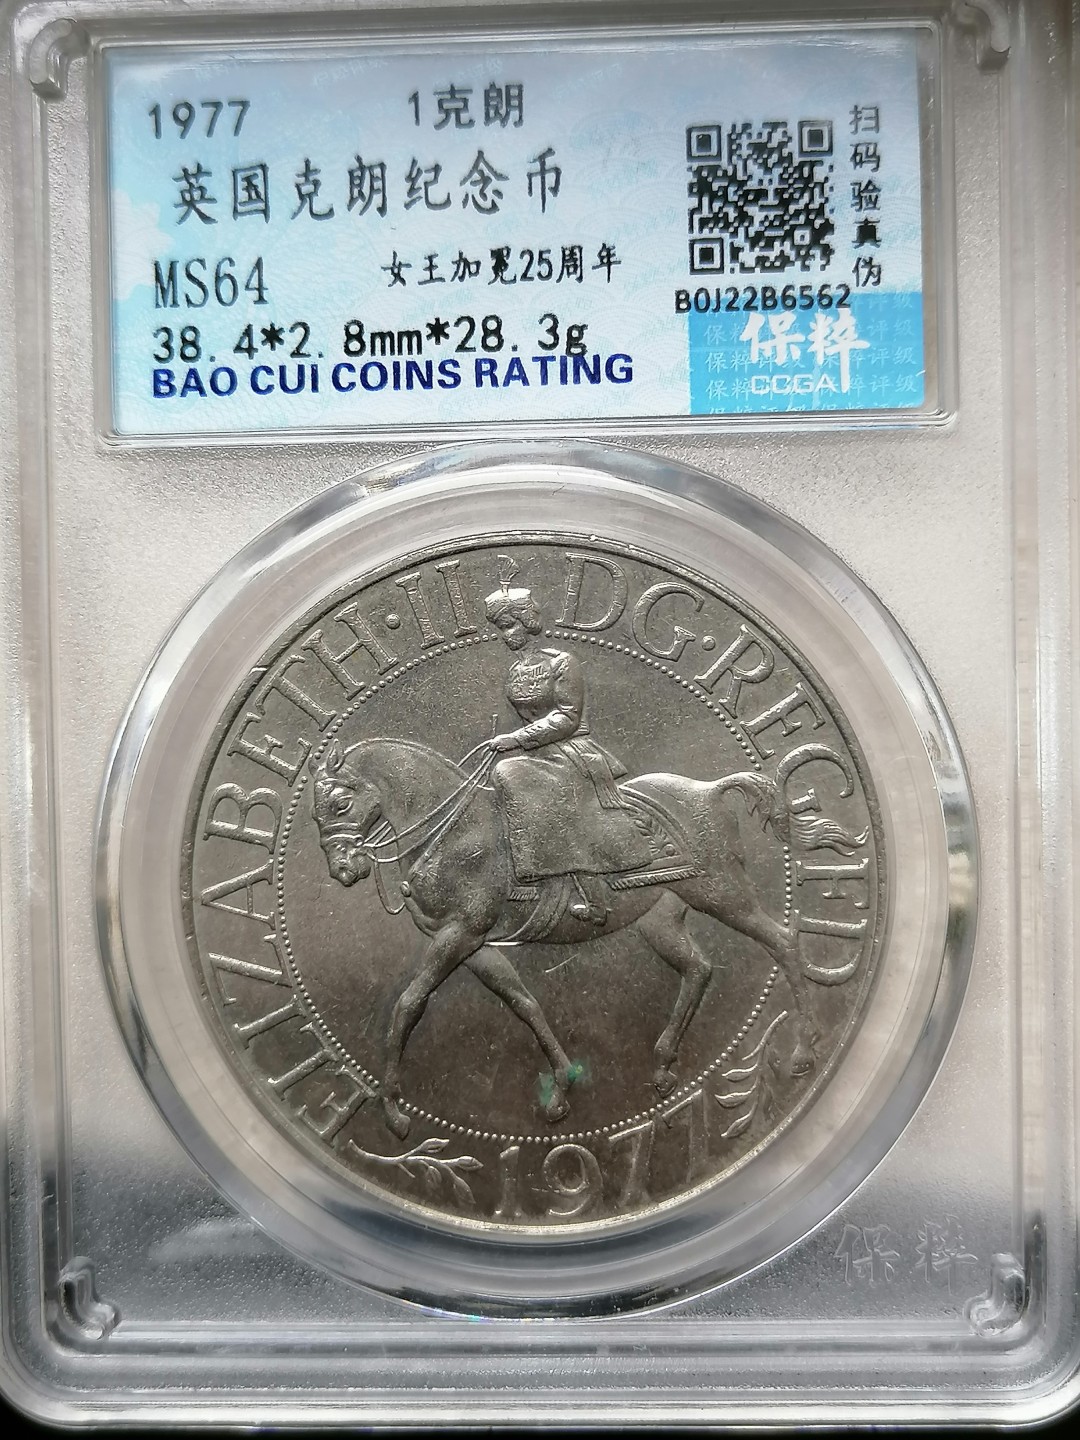 1977 1克朗
英国克朗纪念币
MS64 女王加冕25周年
38.4*2.8mm*28.3g
BAO CUI COINS RATING
扫码验真伪
BOJ22B6562
保粹
CCGA
ELIZABETH·II DG·REG FD
1977
保粹